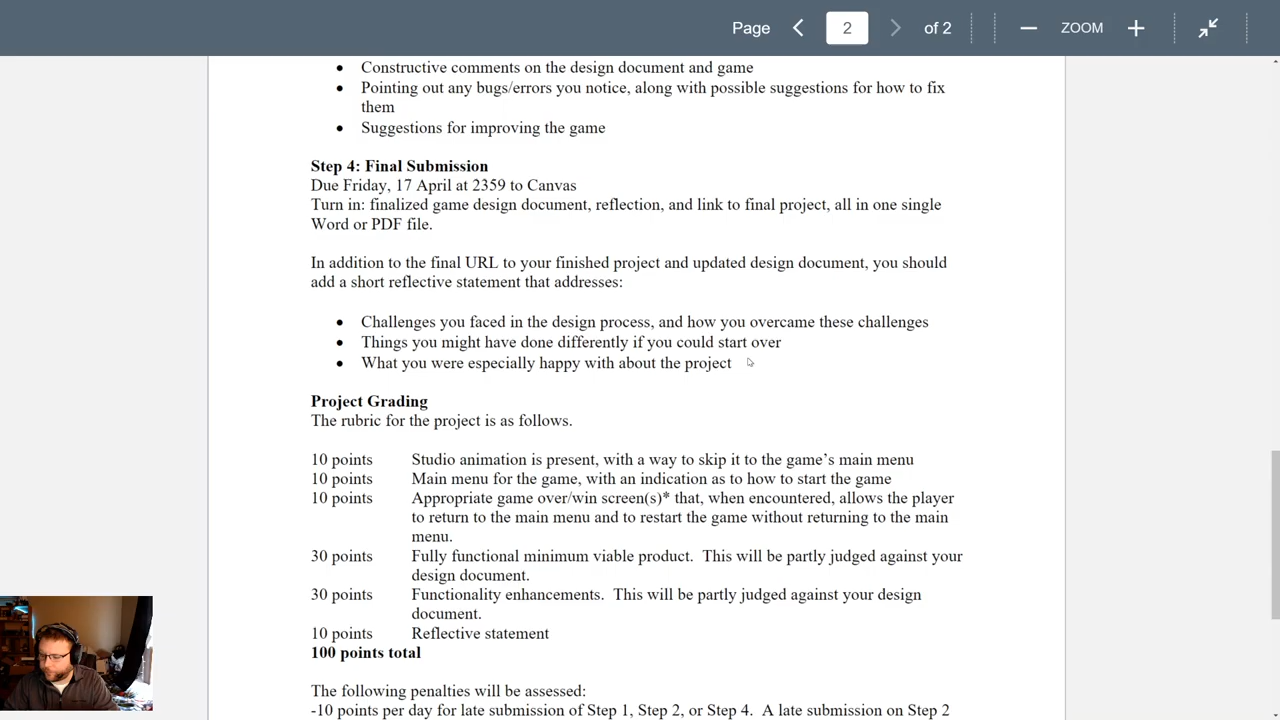 Page 2 of 2 ZOOM
• Constructive comments on the design document and game
• Pointing out any bugs/errors you notice, along with possible suggestions for how to fix
them
• Suggestions for improving the game
Step 4: Final Submission
Due Friday, 17 April at 2359 to Canvas
Turn in: finalized game design document, reflection, and link to final project, all in one single
Word or PDF file.
In addition to the final URL to your finished project and updated design document, you should
add a short reflective statement that addresses:
• Challenges you faced in the design process, and how you overcame these challenges
• Things you might have done differently if you could start over
• What you were especially happy with about the project
Project Grading
The rubric for the project is as follows.
10 points Studio animation is present, with a way to skip it to the game's main menu
10 points Main menu for the game, with an indication as to how to start the game
10 points Appropriate game over/win screen(s)* that, when encountered, allows the player
to return to the main menu and to restart the game without returning to the main
menu.
30 points Fully functional minimum viable product. This will be partly judged against your
design document.
30 points Functionality enhancements. This will be partly judged against your design
document.
10 points Reflective statement
100 points total
The following penalties will be assessed:
-10 points per day for late submission of Step 1, Step 2, or Step 4. A late submission on Step 2